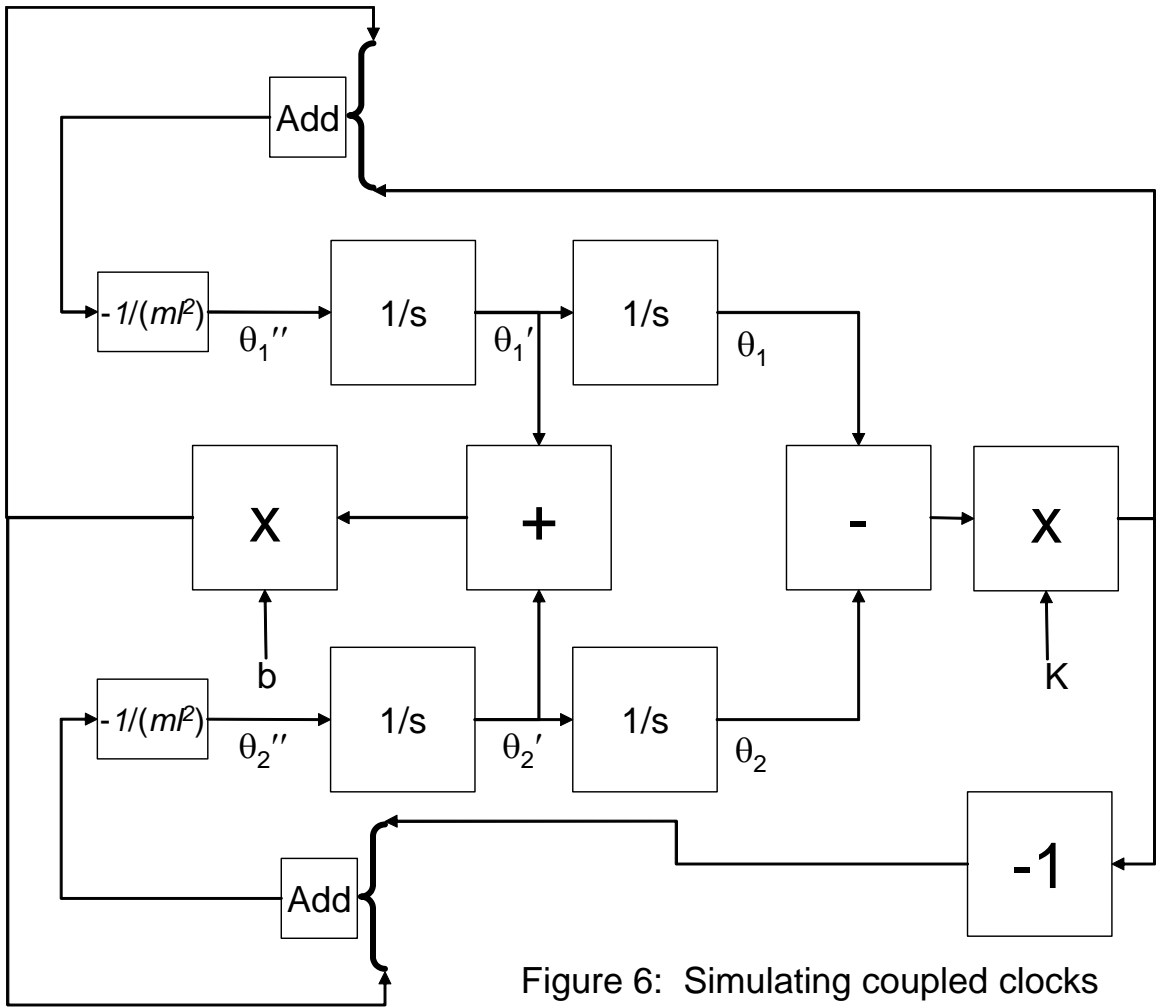 Add
-1/(ml²)
θ₁′′
1/s
θ₁′
1/s
θ₁
x
+
-
x
b
K
-1/(ml²)
θ₂′′
1/s
θ₂′
1/s
θ₂
-1
Add
Figure 6: Simulating coupled clocks